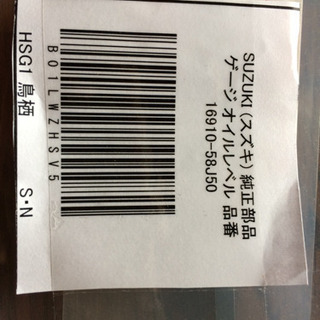 SUZUKI (スズキ) 純正部品
ゲージ オイルレベル 品番
16910-58J50
B01LWZHSV5
HSG1 鳥栖 S・N